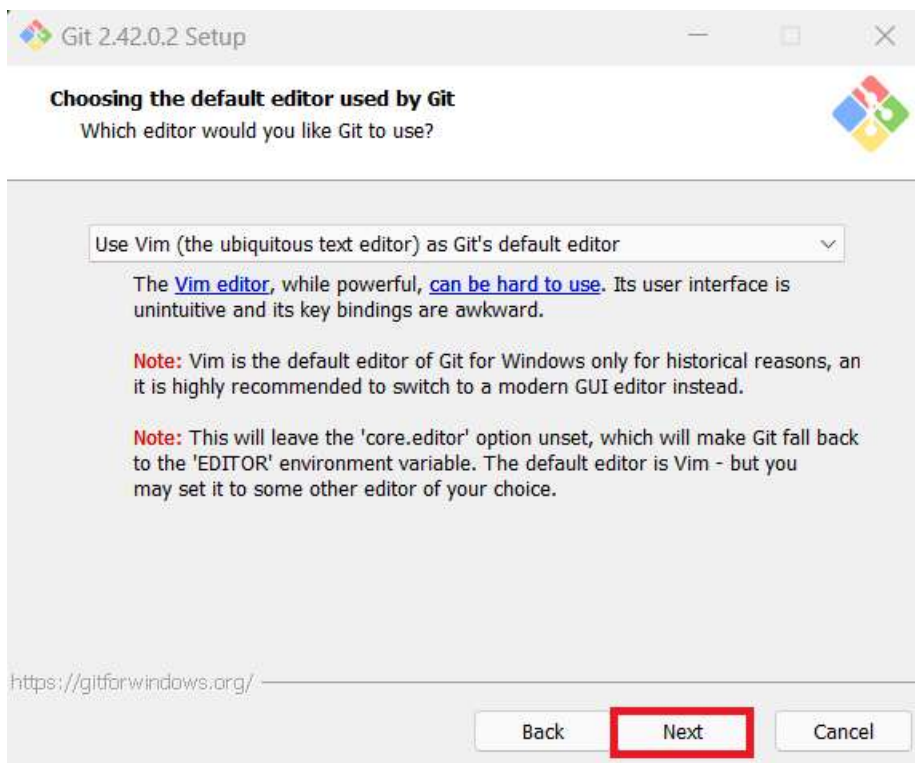 Git 2.42.0.2 Setup
Choosing the default editor used by Git
Which editor would you like Git to use?
Use Vim (the ubiquitous text editor) as Git's default editor
The Vim editor, while powerful, can be hard to use. Its user interface is
unintuitive and its key bindings are awkward.
Note: Vim is the default editor of Git for Windows only for historical reasons, an
it is highly recommended to switch to a modern GUI editor instead.
Note: This will leave the 'core.editor' option unset, which will make Git fall back
to the 'EDITOR' environment variable. The default editor is Vim - but you
may set it to some other editor of your choice.
https://gitforwindows.org/
Back Next Cancel